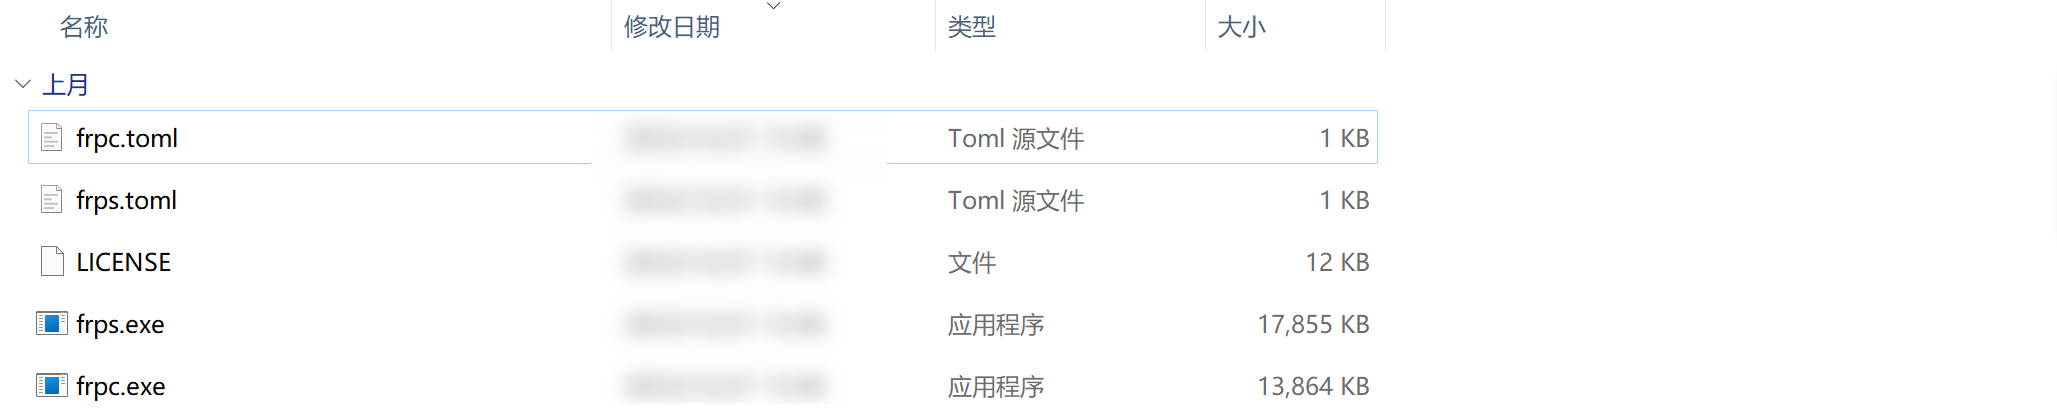 名称 修改日期 类型 大小
上月
frpc.toml Toml 源文件 1 KB
frps.toml Toml 源文件 1 KB
LICENSE 文件 12 KB
frps.exe 应用程序 17,855 KB
frpc.exe 应用程序 13,864 KB